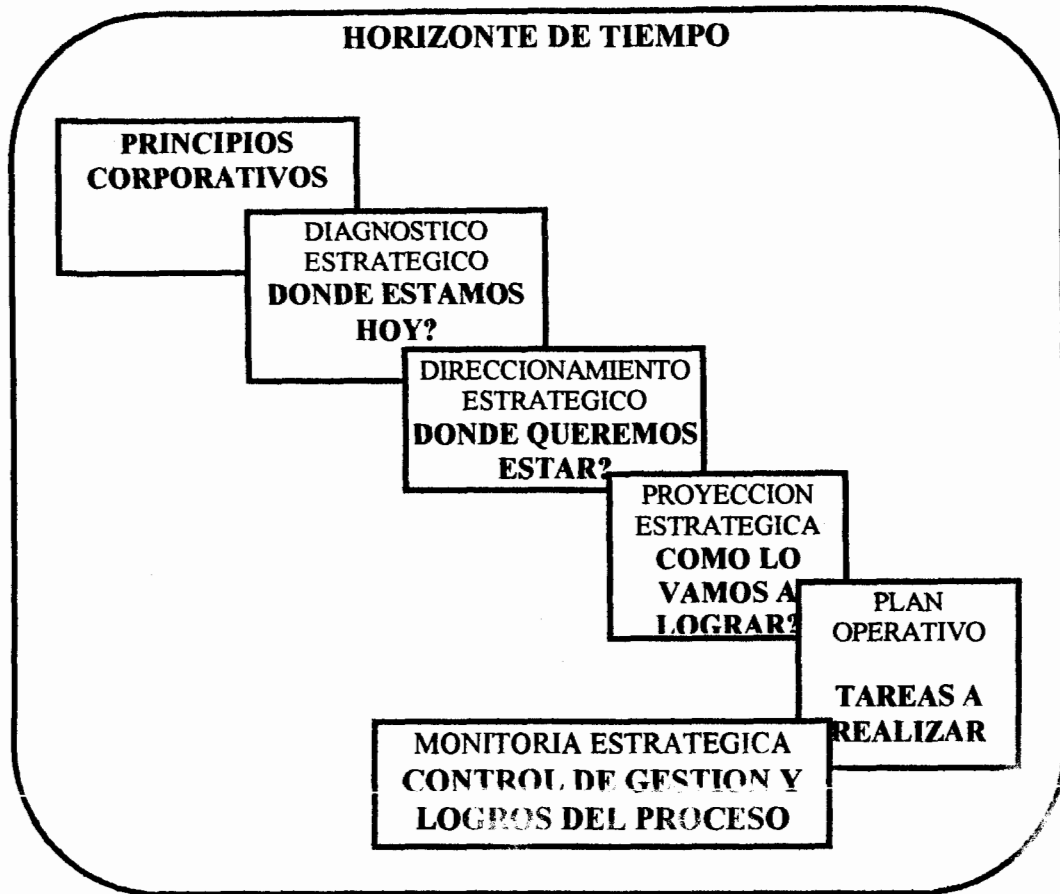 HORIZONTE DE TIEMPO
PRINCIPIOS
CORPORATIVOS
DIAGNOSTICO
ESTRATEGICO
DONDE ESTAMOS
HOY?
DIRECCIONAMIENTO
ESTRATEGICO
DONDE QUEREMOS
ESTAR?
PROYECCION
ESTRATEGICA
COMO LO
VAMOS A
LOGRAR?
PLAN
OPERATIVO
TAREAS A
REALIZAR
MONITORIA ESTRATEGICA
CONTROL DE GESTION Y
LOGROS DEL PROCESO